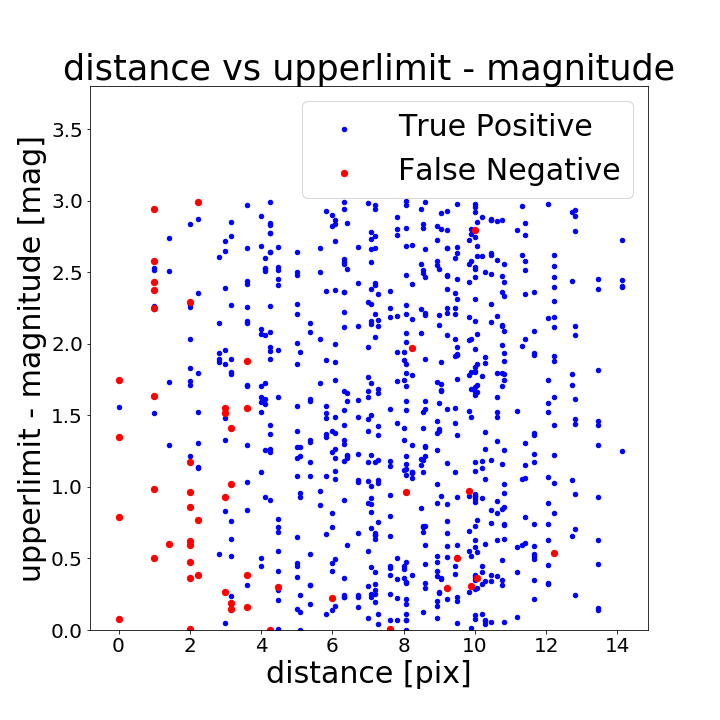 distance vs upperlimit - magnitude
True Positive
False Negative
upperlimit - magnitude [mag]
3.5
3.0
2.5
2.0
1.5
1.0
0.5
0.0
0 2 4 6 8 10 12 14
distance [pix]